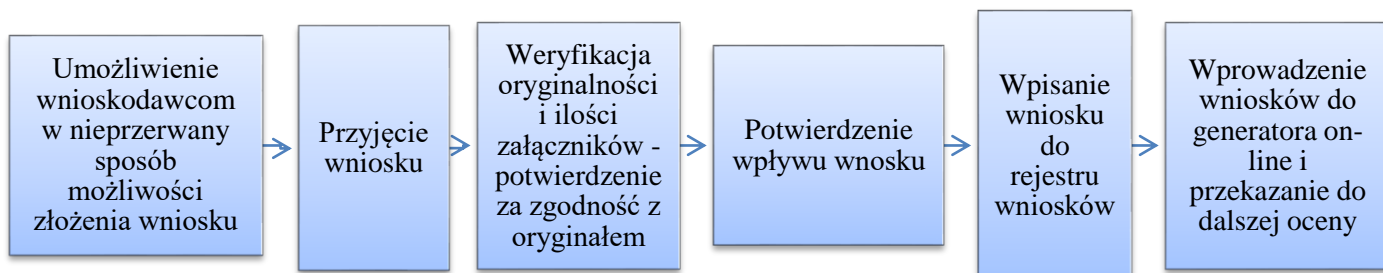 Umożliwienie
wnioskodawcom
w nieprzerwany
sposób
możliwości
złożenia wniosku
Przyjęcie
wniosku
Weryfikacja
oryginalności
i ilości
załączników -
potwierdzenie
za zgodność z
oryginałem
Potwierdzenie
wpływu wnosku
Wpisanie
wniosku
do
rejestru
wniosków
Wprowadzenie
wniosków do
generatora on-
line i
przekazanie do
dalszej oceny